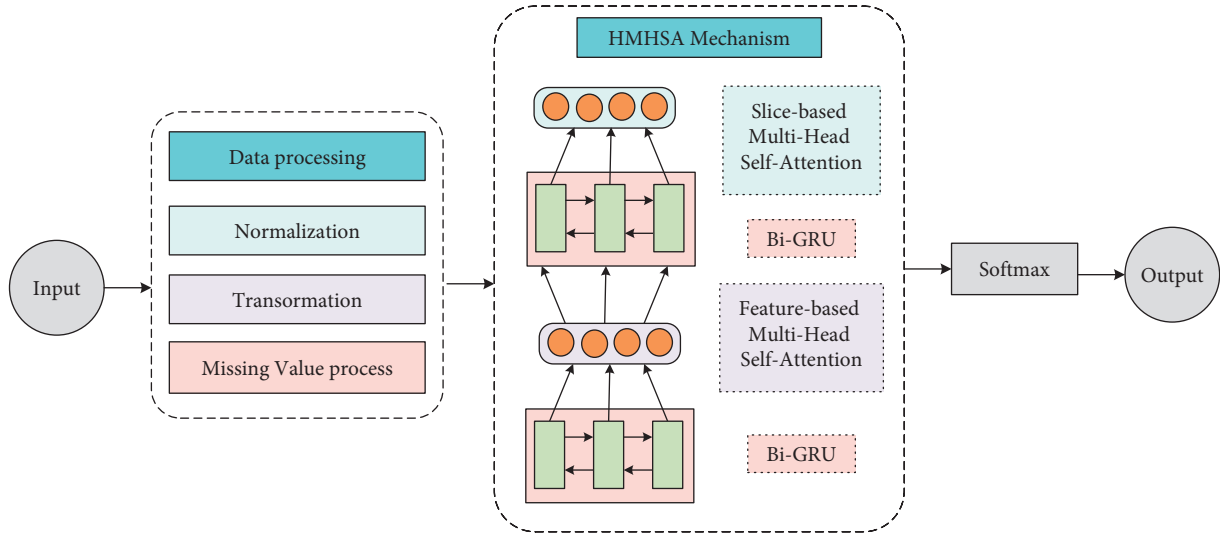 Input
Data processing
Normalization
Transormation
Missing Value process
HMHSA Mechanism
Slice-based
Multi-Head
Self-Attention
Bi-GRU
Feature-based
Multi-Head
Self-Attention
Bi-GRU
Softmax
Output